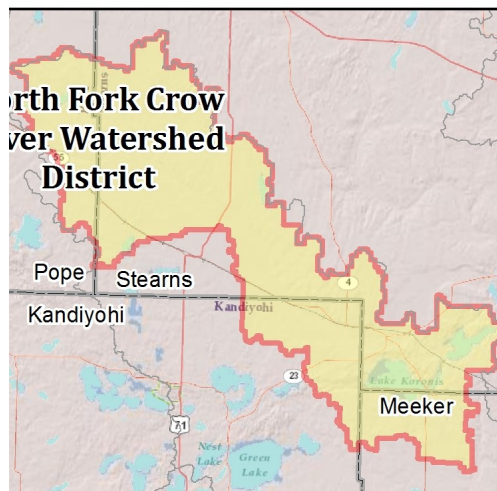 orth Fork Crow
ver Watershed
District
55
Pope
Stearns
Kandiyohi
Kandiyohi
4
Lake Koronis
23
Meeker
71
Nest
Lake
Green
Lake